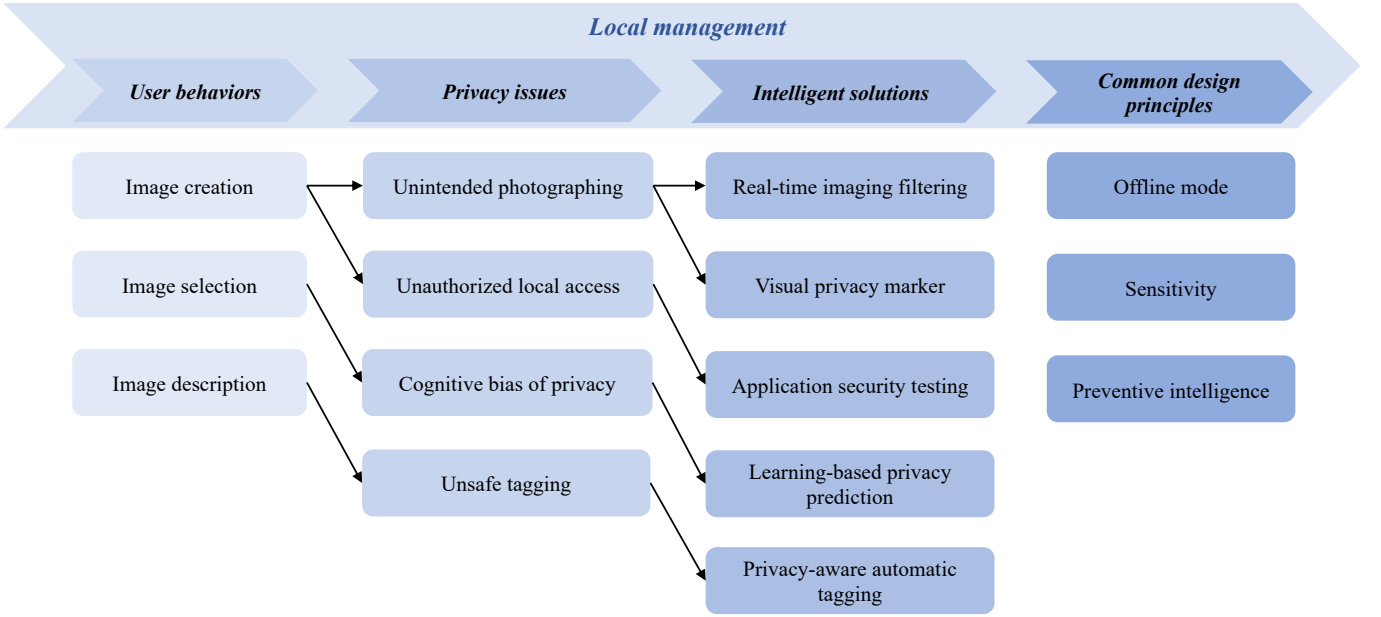 Local management
User behaviors
Privacy issues
Intelligent solutions
Common design
principles
Image creation
Unintended photographing
Real-time imaging filtering
Offline mode
Image selection
Unauthorized local access
Visual privacy marker
Sensitivity
Image description
Cognitive bias of privacy
Application security testing
Preventive intelligence
Unsafe tagging
Learning-based privacy
prediction
Privacy-aware automatic
tagging